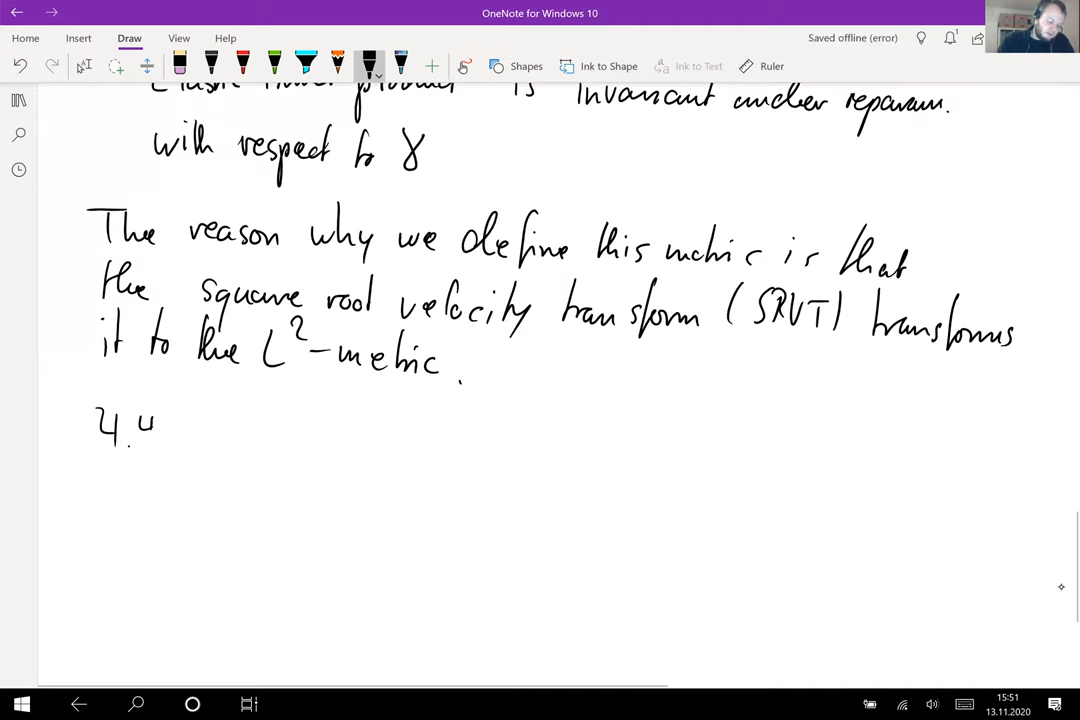 OneNote for Windows 10
Home Insert Draw View Help
Saved offline (error)
Shapes Ink to Shape Ink to Text Ruler
product is invariant under reparam.
with respect to γ
The reason why we define this metric is that
the square root velocity transform (SRVT) transforms
it to the L²-metric.
4.4
15:51
13.11.2020